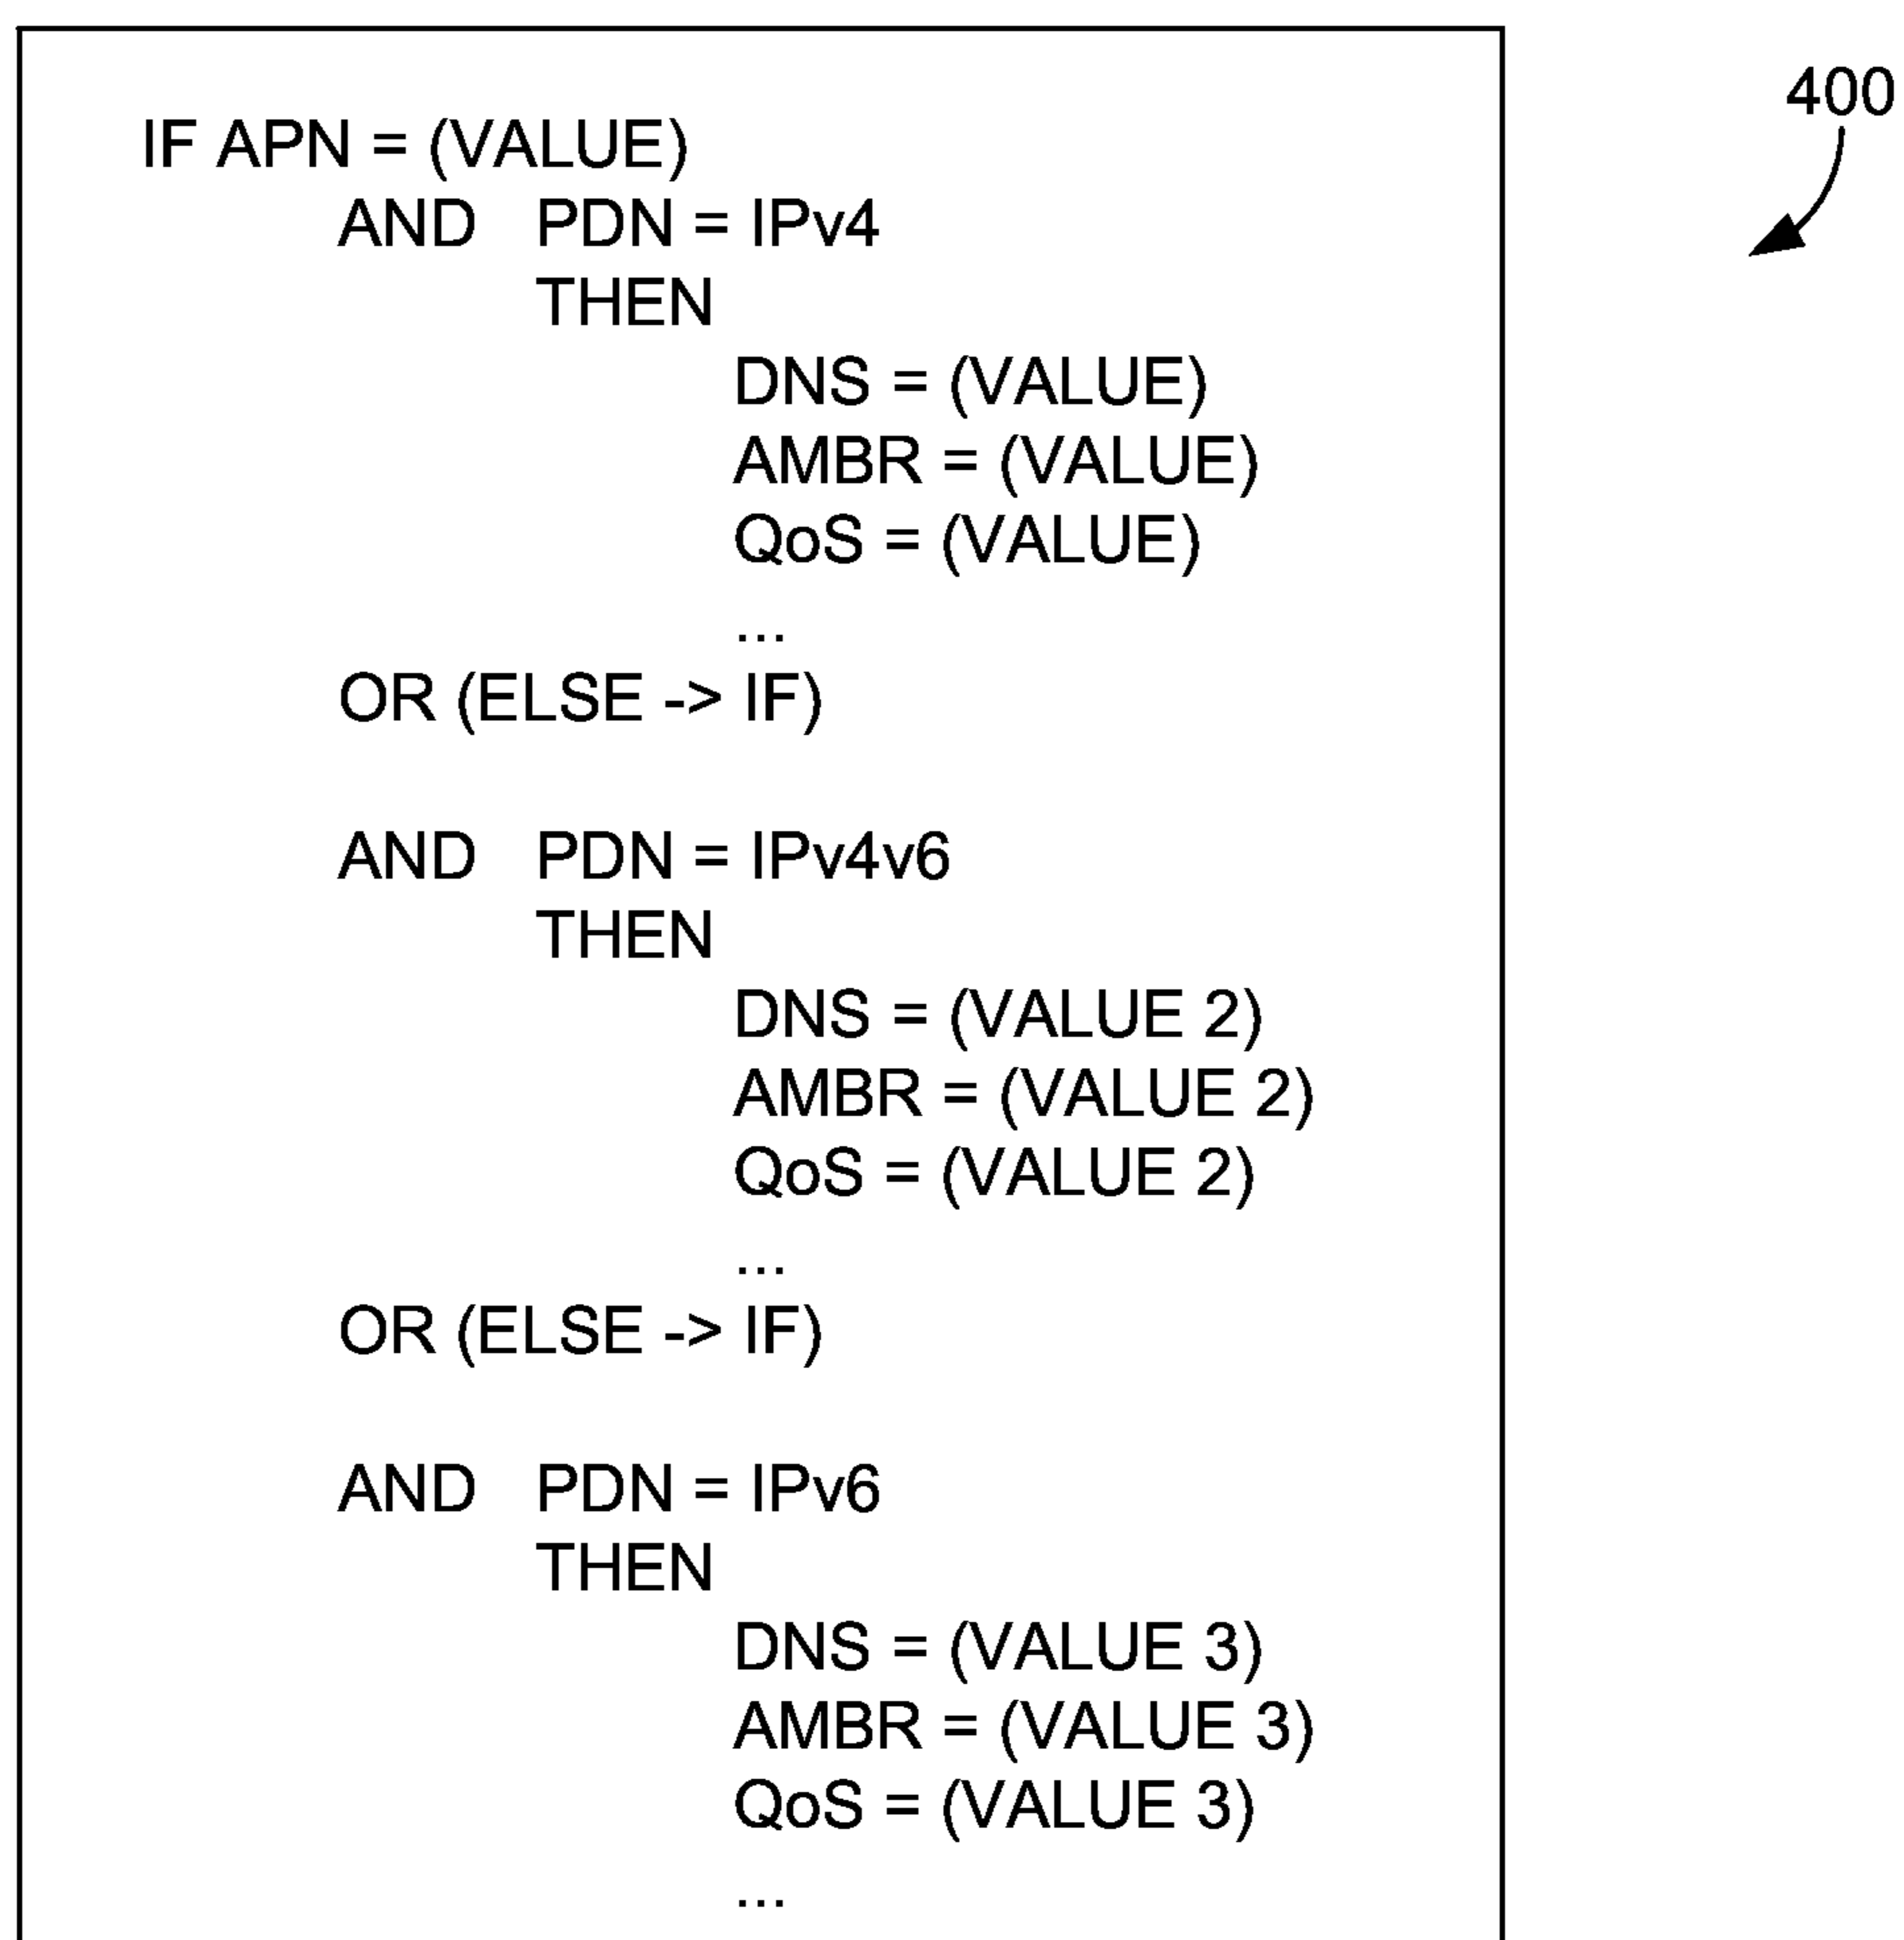 400
IF APN = (VALUE)
AND PDN = IPv4
THEN
DNS = (VALUE)
AMBR = (VALUE)
QoS = (VALUE)
...
OR (ELSE -> IF)
AND PDN = IPv4v6
THEN
DNS = (VALUE 2)
AMBR = (VALUE 2)
QoS = (VALUE 2)
...
OR (ELSE -> IF)
AND PDN = IPv6
THEN
DNS = (VALUE 3)
AMBR = (VALUE 3)
QoS = (VALUE 3)
...